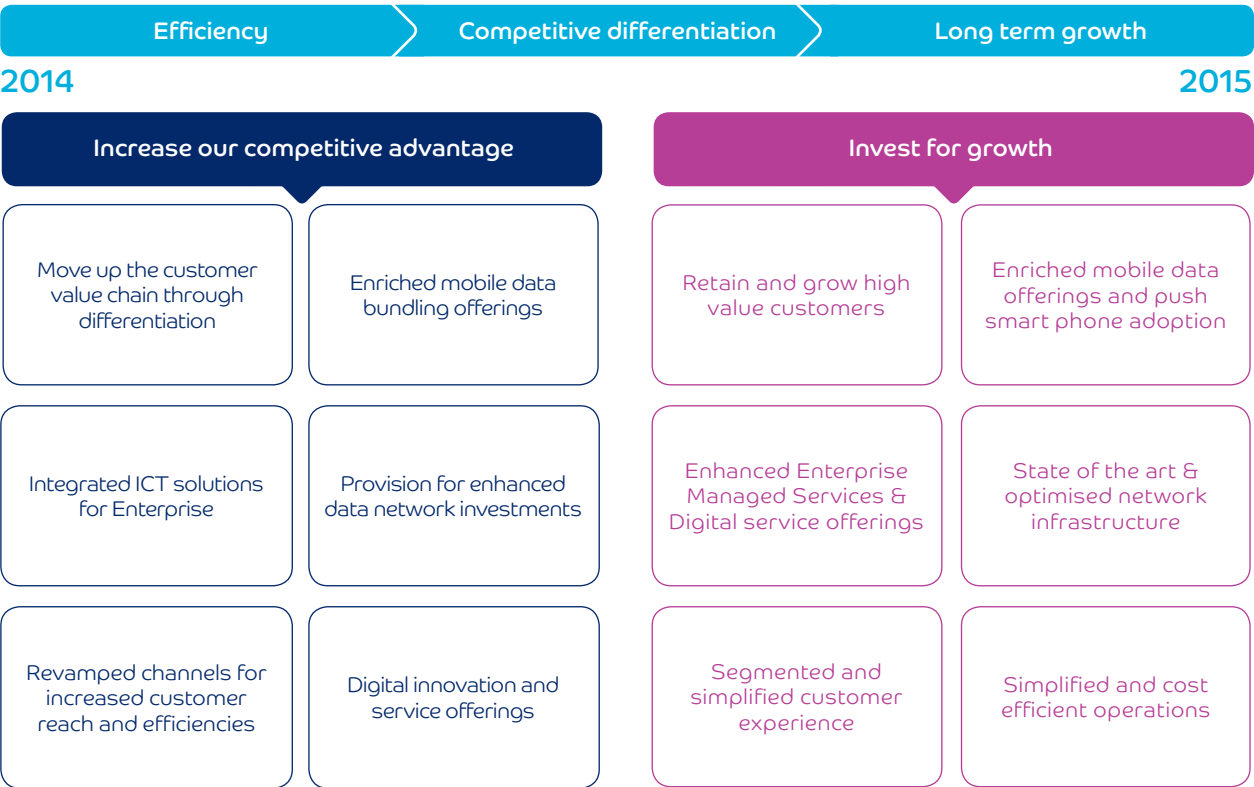 Efficiency
Competitive differentiation
Long term growth
2014
2015
Increase our competitive advantage
Move up the customer
value chain through
differentiation
Enriched mobile data
bundling offerings
Integrated ICT solutions
for Enterprise
Provision for enhanced
data network investments
Revamped channels for
increased customer
reach and efficiencies
Digital innovation and
service offerings
Invest for growth
Retain and grow high
value customers
Enriched mobile data
offerings and push
smart phone adoption
Enhanced Enterprise
Managed Services &
Digital service offerings
State of the art &
optimised network
infrastructure
Segmented and
simplified customer
experience
Simplified and cost
efficient operations